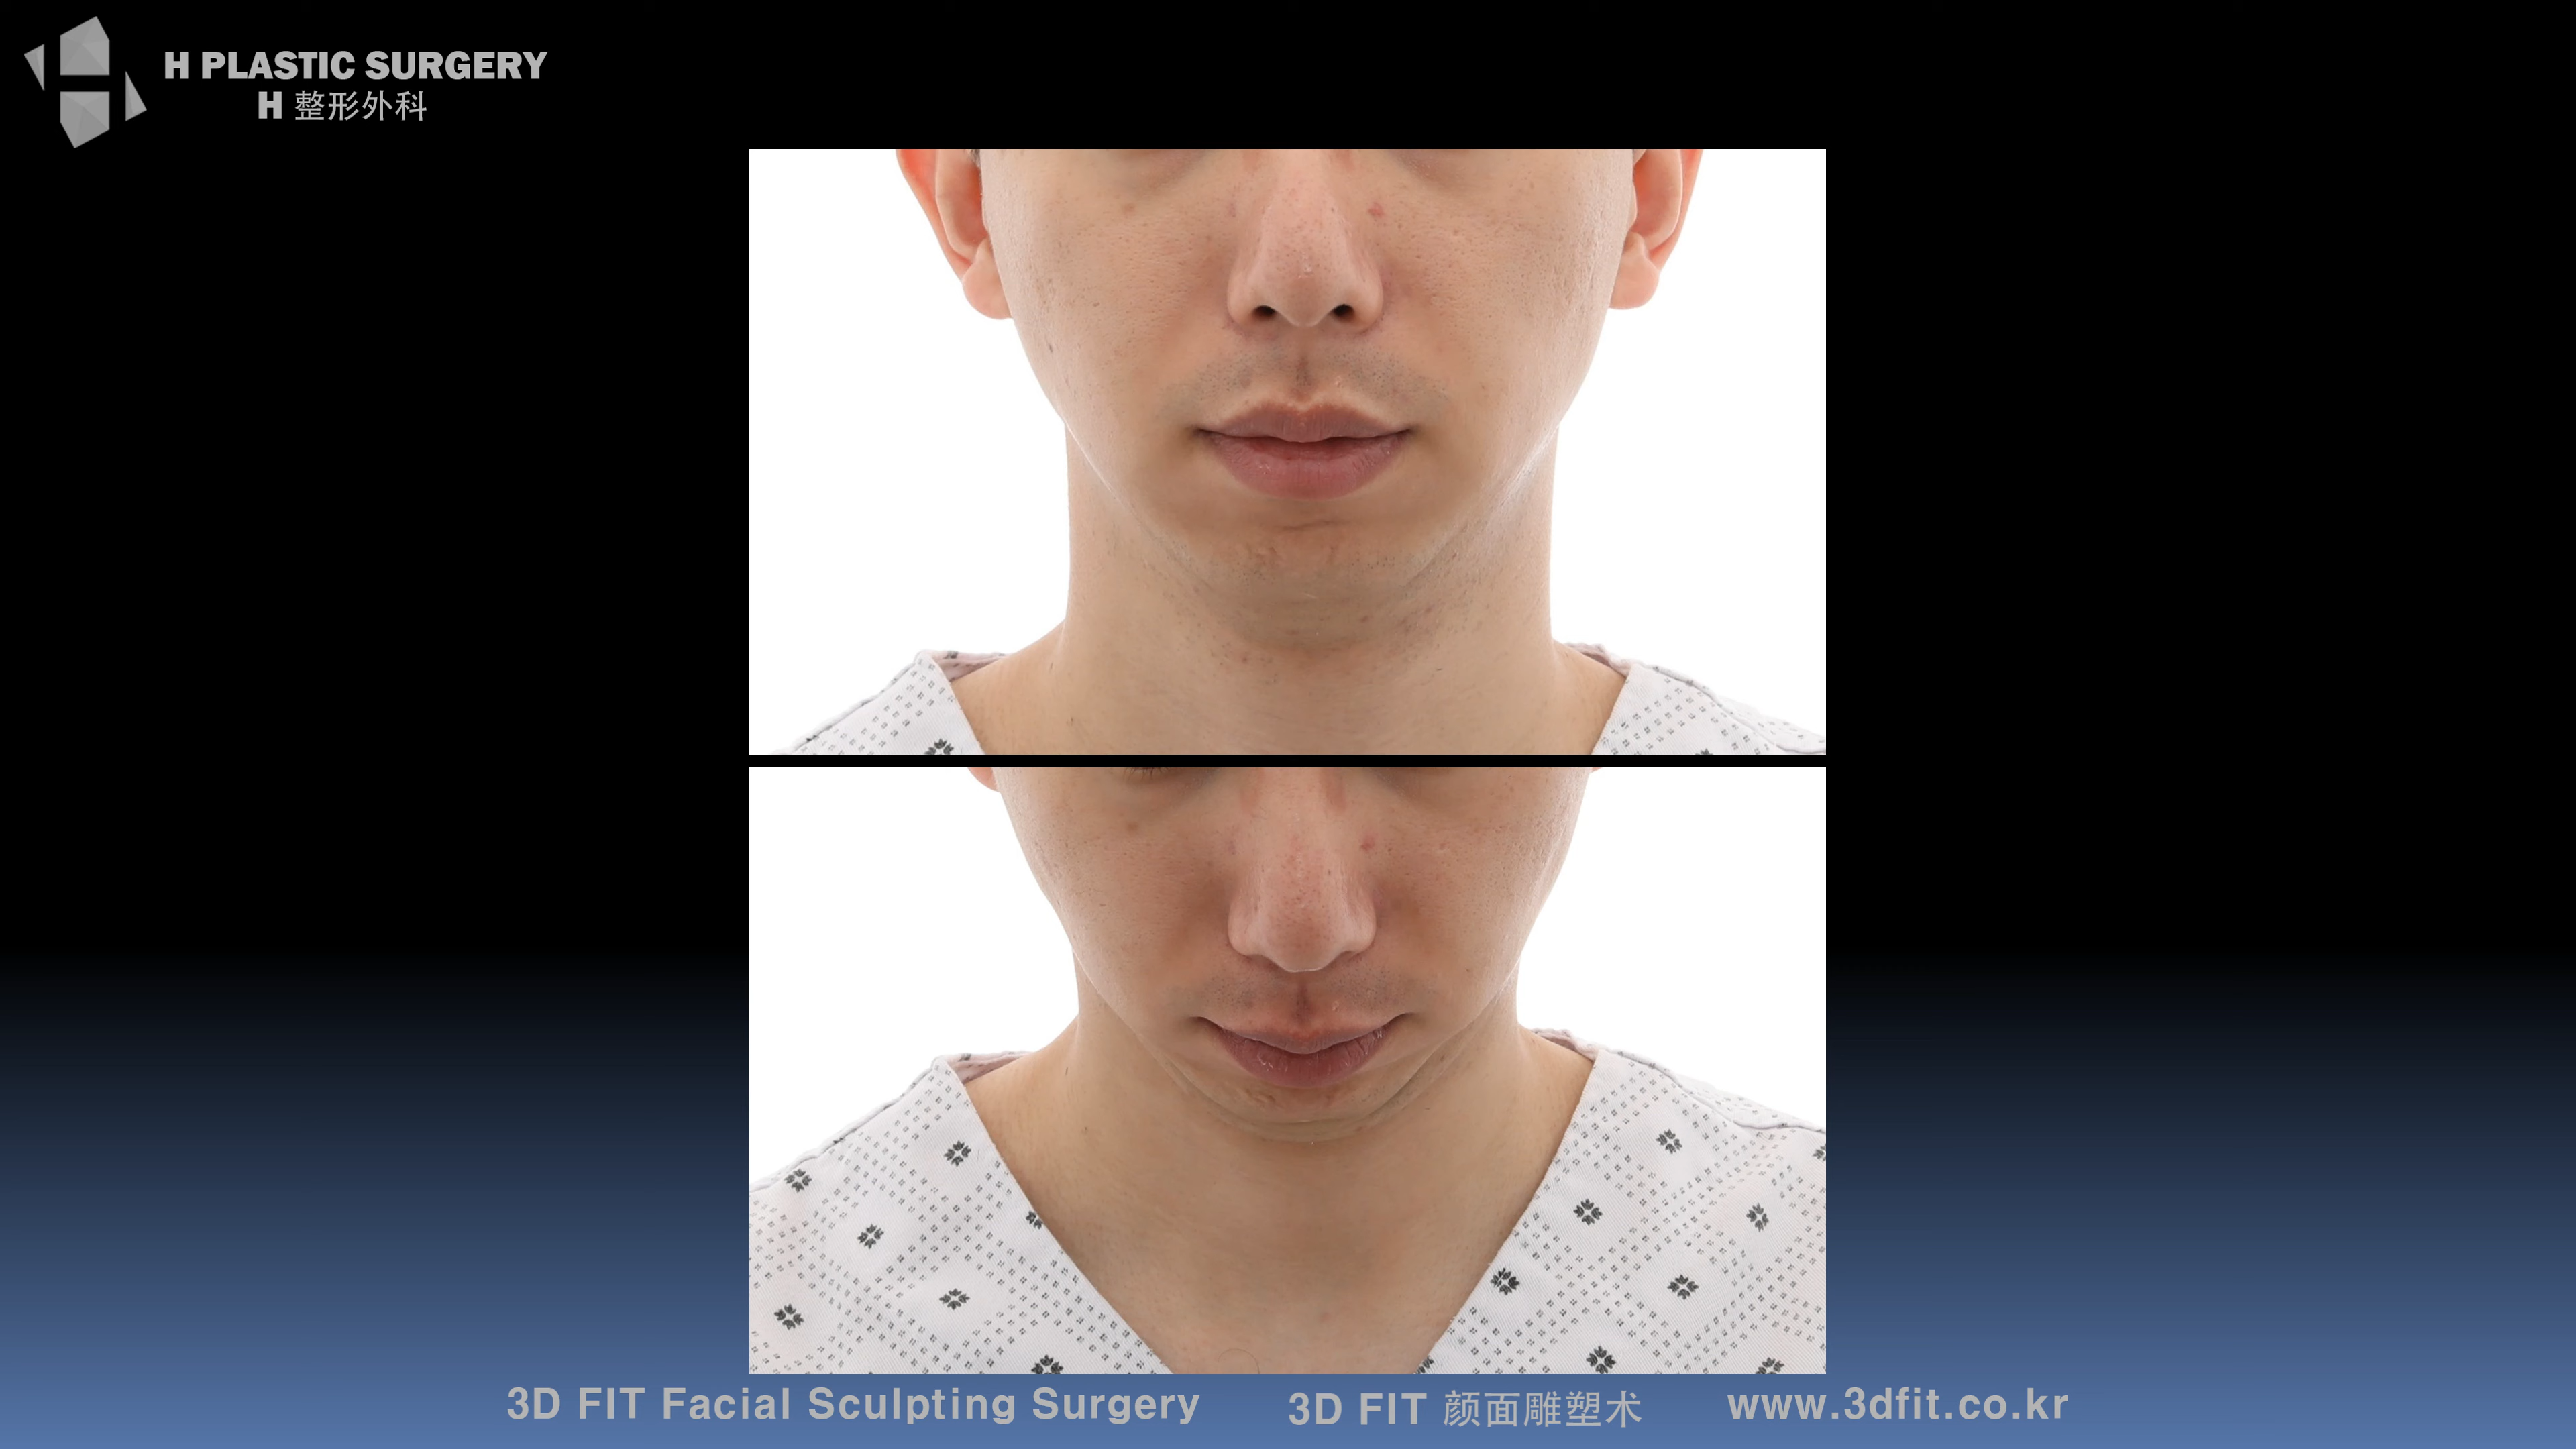 H PLASTIC SURGERY
H 整形外科
3D FIT Facial Sculpting Surgery
3D FIT 颜面雕塑术
www.3dfit.co.kr